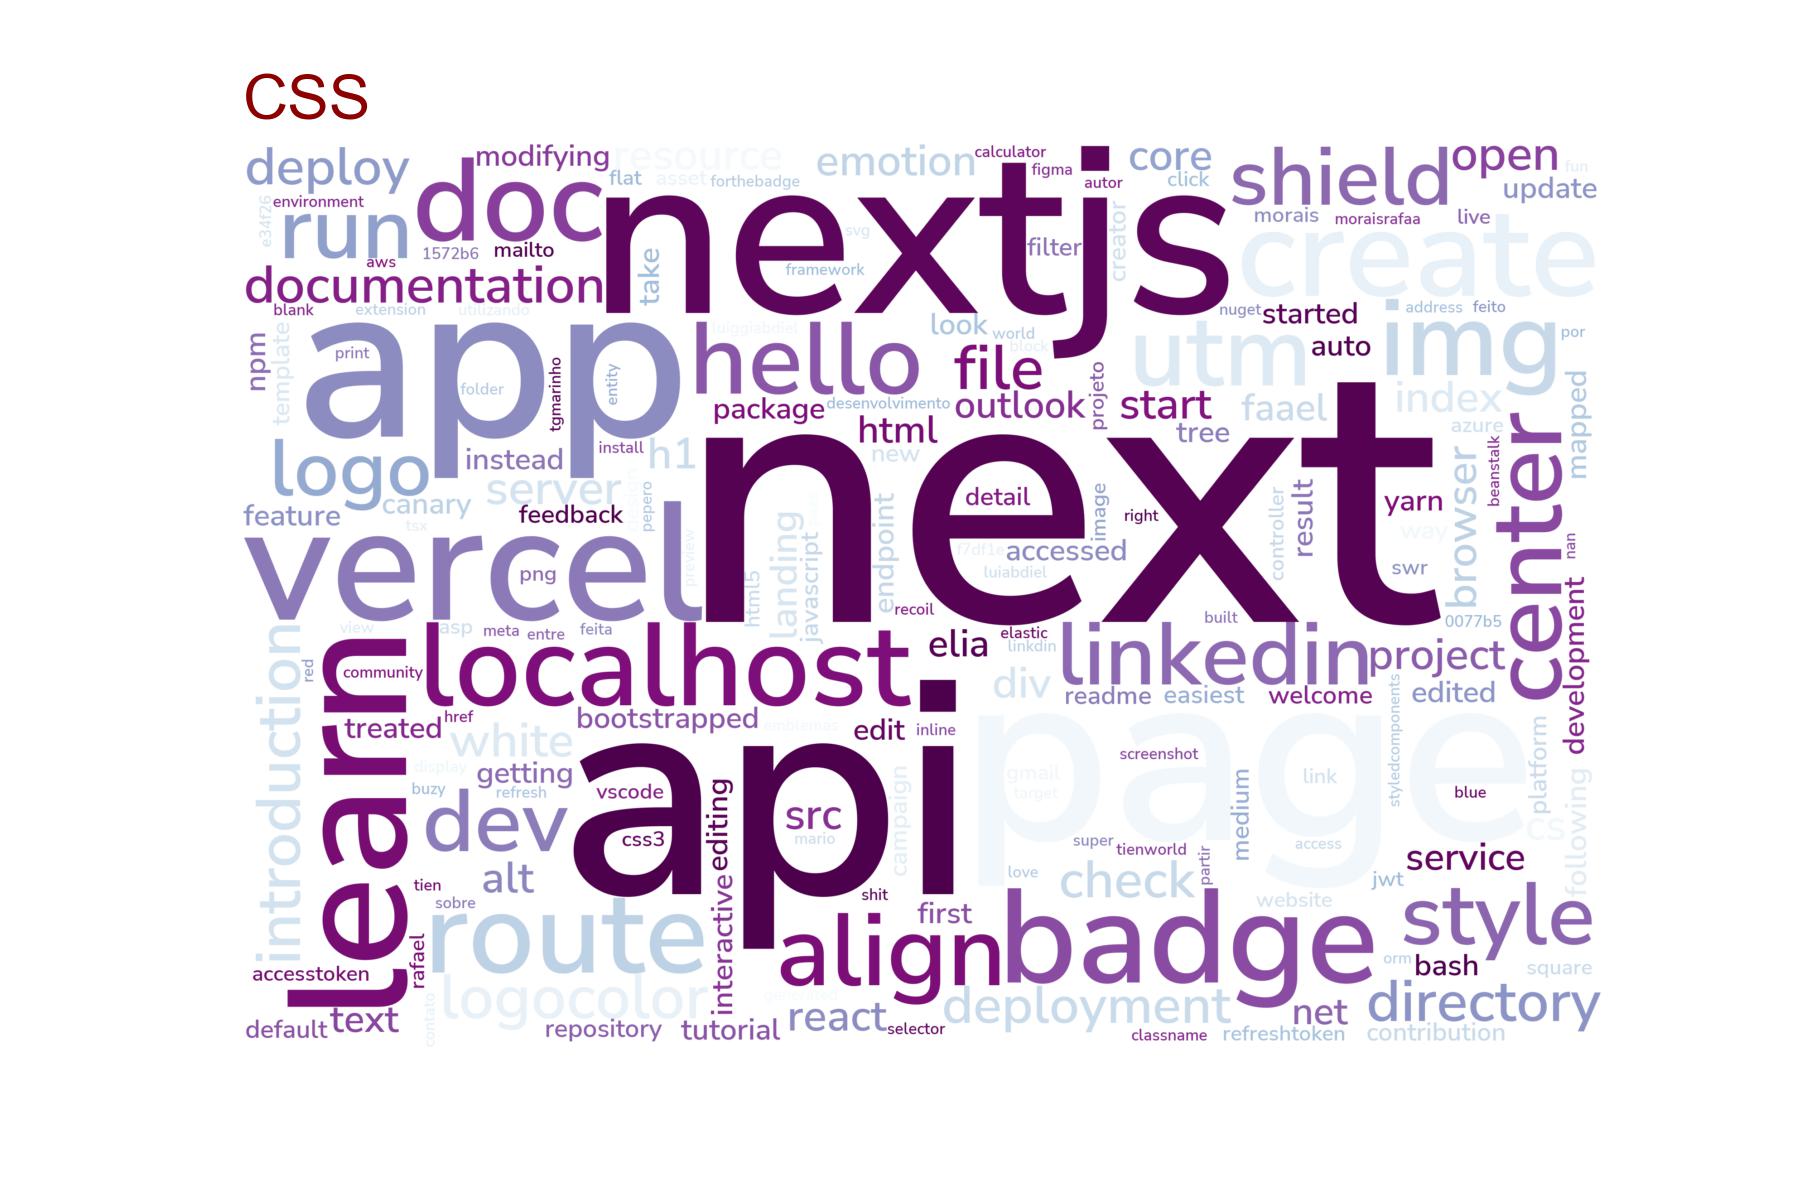 CSS
deploy
modifying
resource
emotion
calculator
core
shield
open
fun
doc
flat
asset
forthebadge
figma
autor
click
update
environment
e34f26
run
nextjs
morais
moraisrafaa
live
1572b6
mailto
aws
take
svg
framework
filter
creator
create
documentation
blank
extension
utilizando
nuget
started
address
feito
npm
template
app
print
luiggiabdiel
hello
look
world
block
utm
auto
img
por
folder
tgmarinho
entity
file
projeto
package
desenvolvimento
outlook
start
faael
index
mapped
html
tree
azure
logo
instead
install
h1
new
next
beanstalk
center
browser
feature
canary
tsx
server
feedback
design
pepero
detail
image
right
controller
result
yarn
way
vercel
png
preview
html5
landing
javascript
endpoint
f7df1e
accessed
luiabdiel
swr
nan
recoil
built
0077b5
development
introduction
view
asp
meta
entre
feita
elastic
linkdin
elia
linkedin
project
red
learn
community
localhost
div
readme
easiest
welcome
edited
styledcomponents
treated
href
bootstrapped
emblemas
edit
inline
white
api
page
screenshot
platform
display
getting
buzy
refresh
vscode
editing
gmail
target
link
blue
following
dev
css3
src
mario
campaign
medium
cs
super
tienworld
partir
access
service
alt
tien
sobre
shit
love
check
jwt
website
interactive
first
route
rafael
align
badge
style
accesstoken
orm
bash
square
logocolor
contato
generated
deployment
net
directory
default
text
repository
tutorial
react
selector
classname
refreshtoken
contribution